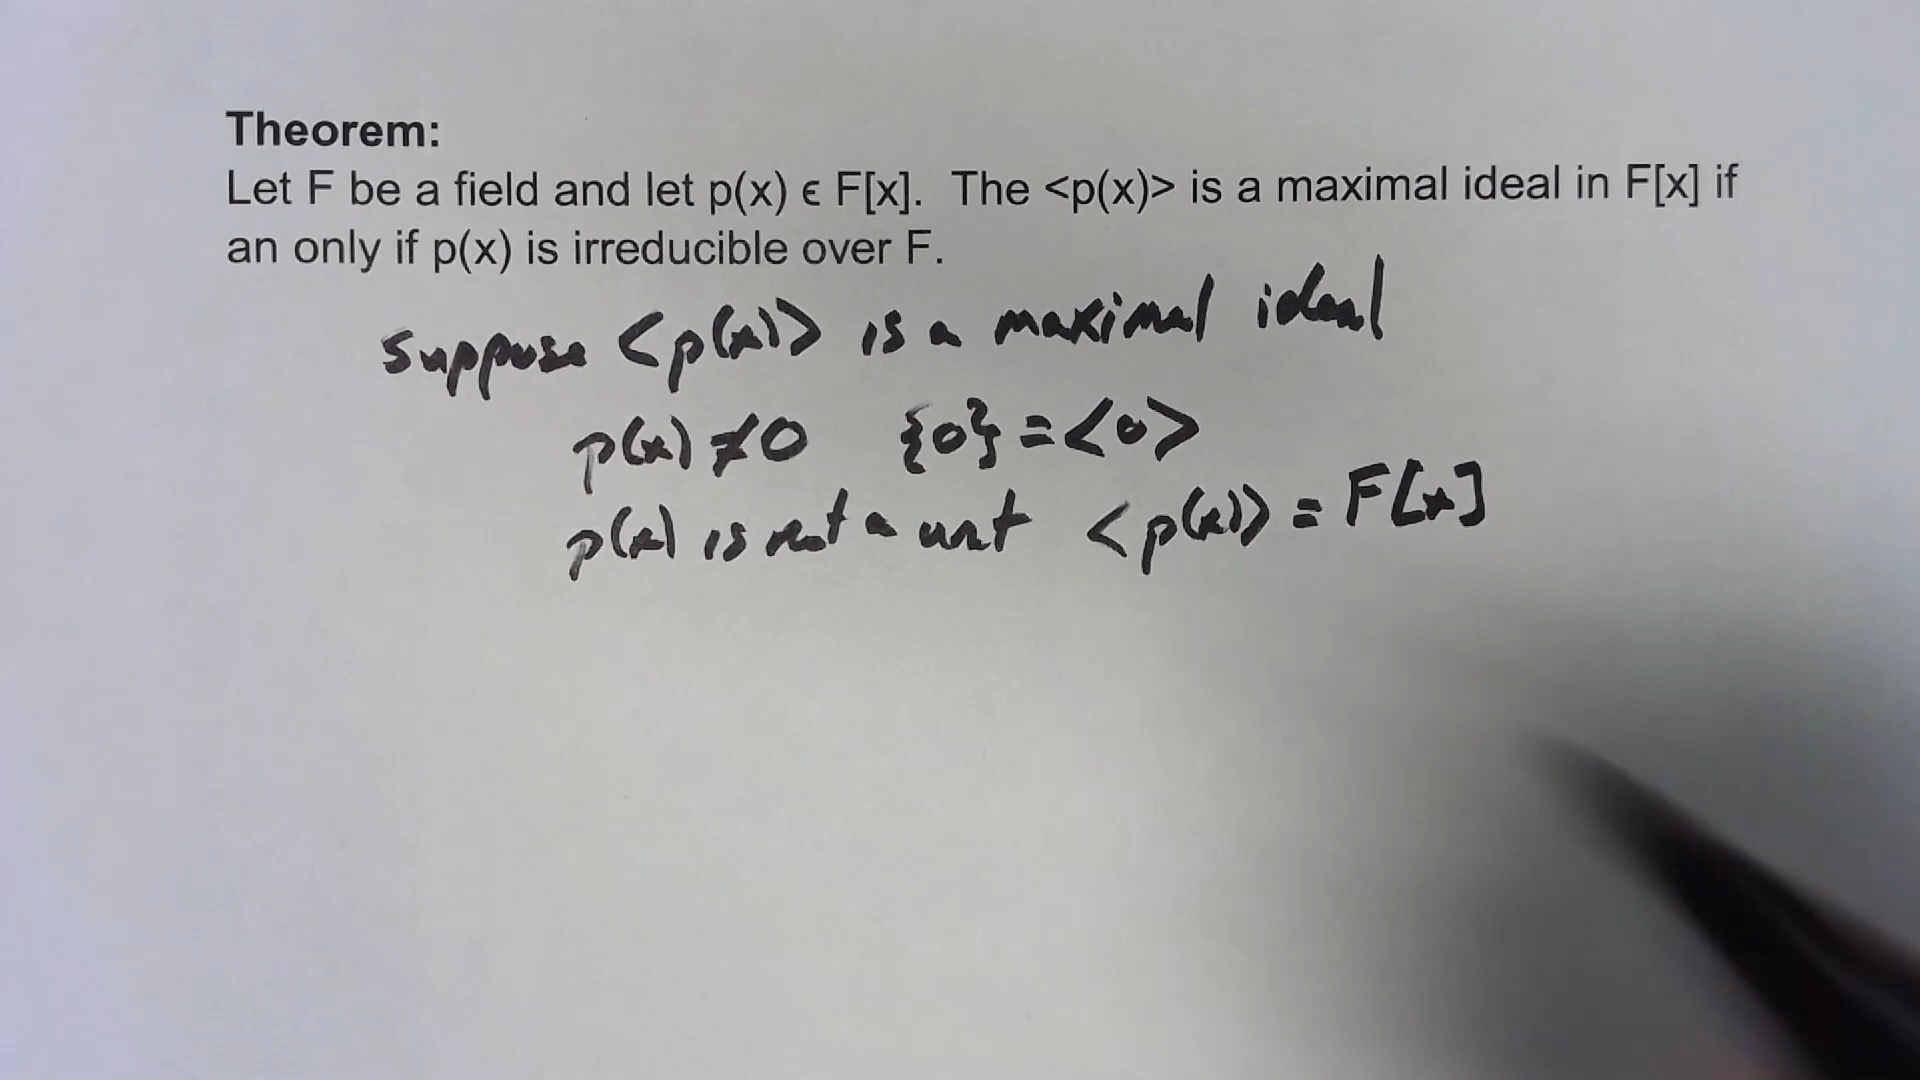 Theorem:
Let F be a field and let p(x) ϵ F[x]. The <p(x)> is a maximal ideal in F[x] if
an only if p(x) is irreducible over F.
suppose <p(x)> is a maximal ideal
p(x) ≠ 0 {0} = <0>
p(x) is not a unit <p(x)> = F[x]